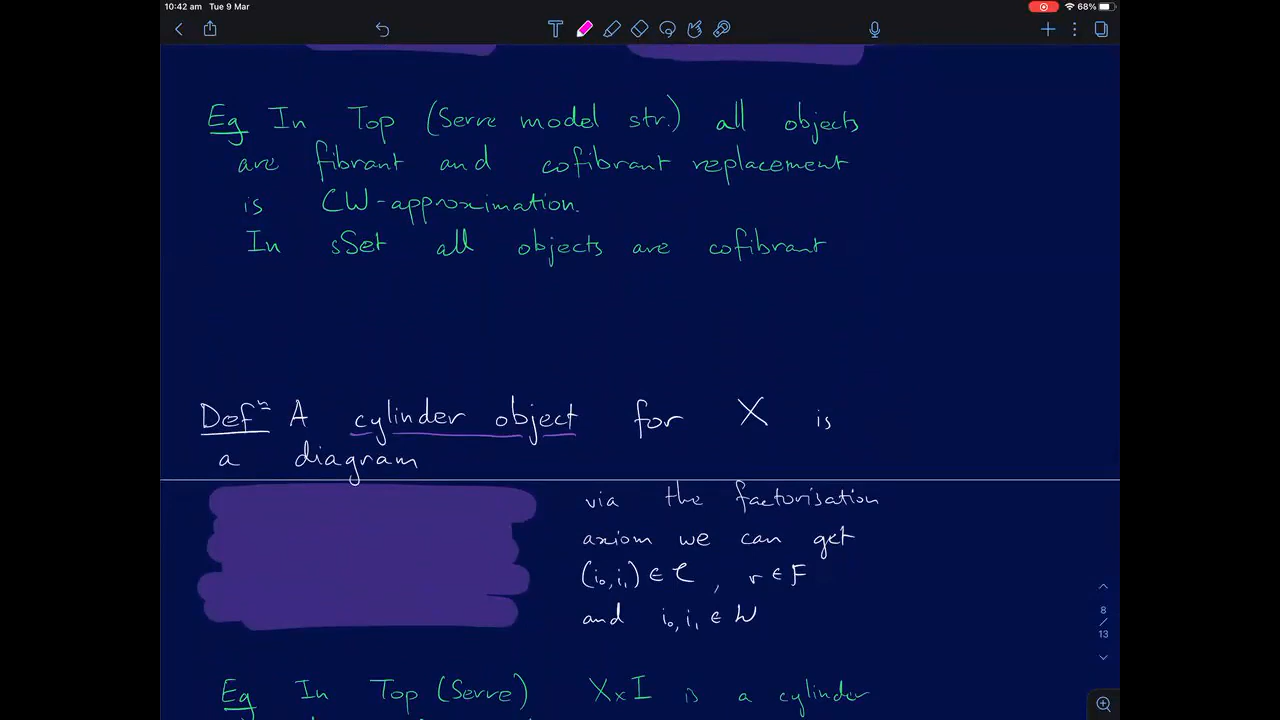 10:42 am Tue 9 Mar
68%
T
Eg In Top (Serre model str.) all objects
are fibrant and cofibrant replacement
is CW-approximation.
In sSet all objects are cofibrant
Defⁿ A cylinder object for X is
a diagram
via the factorisation
axiom we can get
(i₀,i₁) ∈ C, r ∈ F
and i₀,i₁ ∈ W
8
/
13
Eg In Top (Serre) X×I is a cylinder